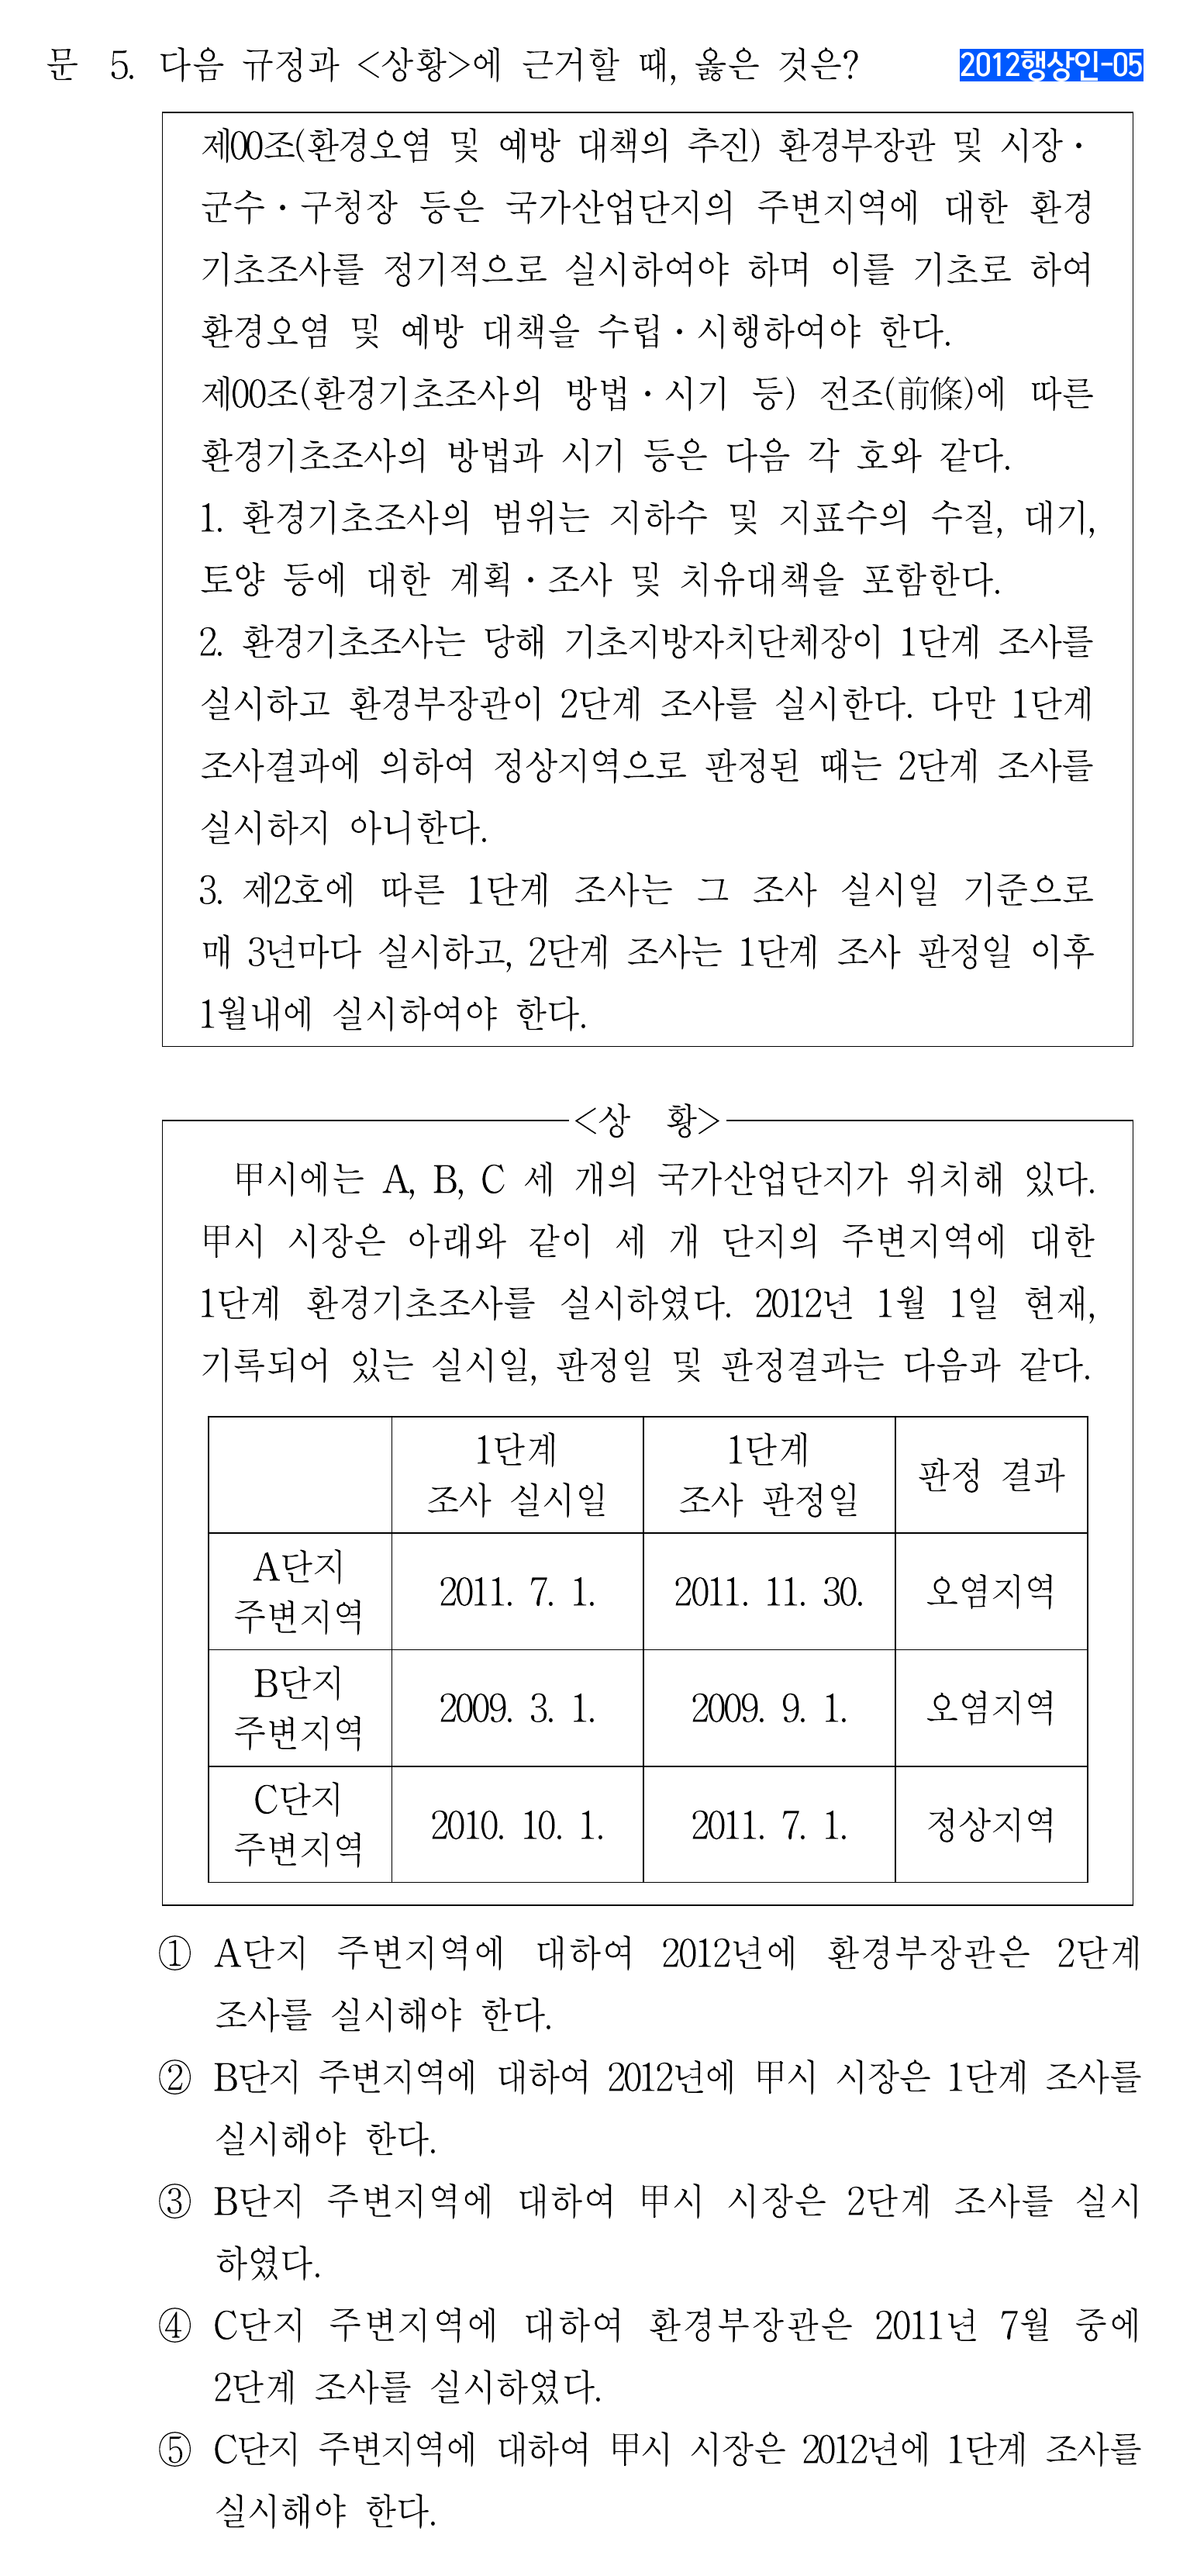 문 5. 다음 규정과 <상황>에 근거할 때, 옳은 것은?
2012행상인-05
제00조(환경오염 및 예방 대책의 추진) 환경부장관 및 시장·
군수·구청장 등은 국가산업단지의 주변지역에 대한 환경
기초조사를 정기적으로 실시하여야 하며 이를 기초로 하여
환경오염 및 예방 대책을 수립·시행하여야 한다.
제00조(환경기초조사의 방법·시기 등) 전조(前條)에 따른
환경기초조사의 방법과 시기 등은 다음 각 호와 같다.
1. 환경기초조사의 범위는 지하수 및 지표수의 수질, 대기,
토양 등에 대한 계획·조사 및 치유대책을 포함한다.
2. 환경기초조사는 당해 기초지방자치단체장이 1단계 조사를
실시하고 환경부장관이 2단계 조사를 실시한다. 다만 1단계
조사결과에 의하여 정상지역으로 판정된 때는 2단계 조사를
실시하지 아니한다.
3. 제2호에 따른 1단계 조사는 그 조사 실시일 기준으로
매 3년마다 실시하고, 2단계 조사는 1단계 조사 판정일 이후
1월내에 실시하여야 한다.
<상 황>
甲시에는 A, B, C 세 개의 국가산업단지가 위치해 있다.
甲시 시장은 아래와 같이 세 개 단지의 주변지역에 대한
1단계 환경기초조사를 실시하였다. 2012년 1월 1일 현재,
기록되어 있는 실시일, 판정일 및 판정결과는 다음과 같다.
1단계
조사 실시일
1단계
조사 판정일
판정 결과
A단지
주변지역
2011. 7. 1.
2011. 11. 30.
오염지역
B단지
주변지역
2009. 3. 1.
2009. 9. 1.
오염지역
C단지
주변지역
2010. 10. 1.
2011. 7. 1.
정상지역
① A단지 주변지역에 대하여 2012년에 환경부장관은 2단계
조사를 실시해야 한다.
② B단지 주변지역에 대하여 2012년에 甲시 시장은 1단계 조사를
실시해야 한다.
③ B단지 주변지역에 대하여 甲시 시장은 2단계 조사를 실시
하였다.
④ C단지 주변지역에 대하여 환경부장관은 2011년 7월 중에
2단계 조사를 실시하였다.
⑤ C단지 주변지역에 대하여 甲시 시장은 2012년에 1단계 조사를
실시해야 한다.